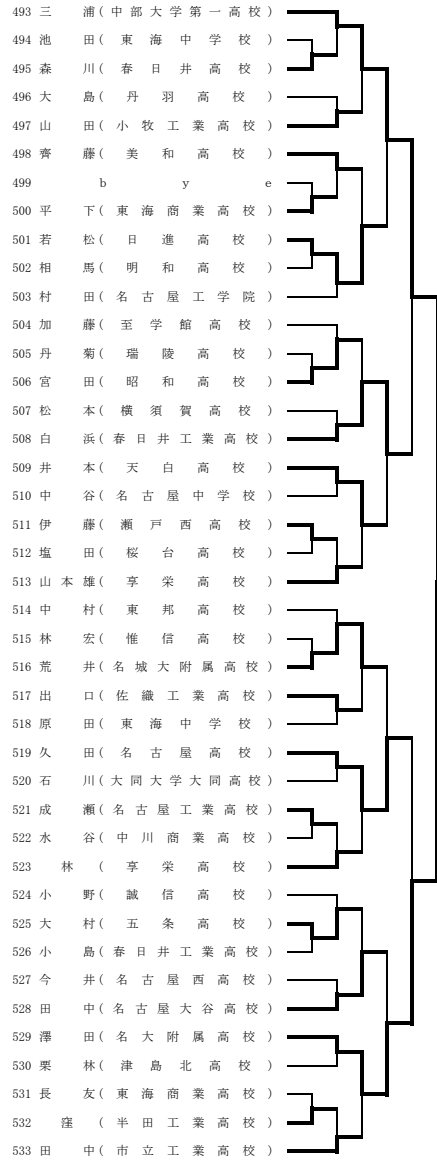 493 三浦(中部大学第一高校)
494 池田(東海中学校)
495 森川(春日井高校)
496 大島(丹羽高校)
497 山田(小牧工業高校)
498 齊藤(美和高校)
499 bye
500 平下(東海商業高校)
501 若松(日進高校)
502 相馬(明和高校)
503 村田(名古屋工学院)
504 加藤(至学館高校)
505 丹菊(瑞陵高校)
506 宮田(昭和高校)
507 松本(横須賀高校)
508 白浜(春日井工業高校)
509 井本(天白高校)
510 中谷(名古屋中学校)
511 伊藤(瀬戸西高校)
512 塩田(桜台高校)
513 山本雄(享栄高校)
514 中村(東邦高校)
515 林宏(惟信高校)
516 荒井(名城大附属高校)
517 出口(佐織工業高校)
518 原田(東海中学校)
519 久田(名古屋高校)
520 石川(大同大学大同高校)
521 成瀬(名古屋工業高校)
522 水谷(中川商業高校)
523 林(享栄高校)
524 小野(誠信高校)
525 大村(五条高校)
526 小島(春日井工業高校)
527 今井(名古屋西高校)
528 田中(名古屋大谷高校)
529 澤田(名大附属高校)
530 栗林(津島北高校)
531 長友(東海商業高校)
532 窪(半田工業高校)
533 田中(市立工業高校)